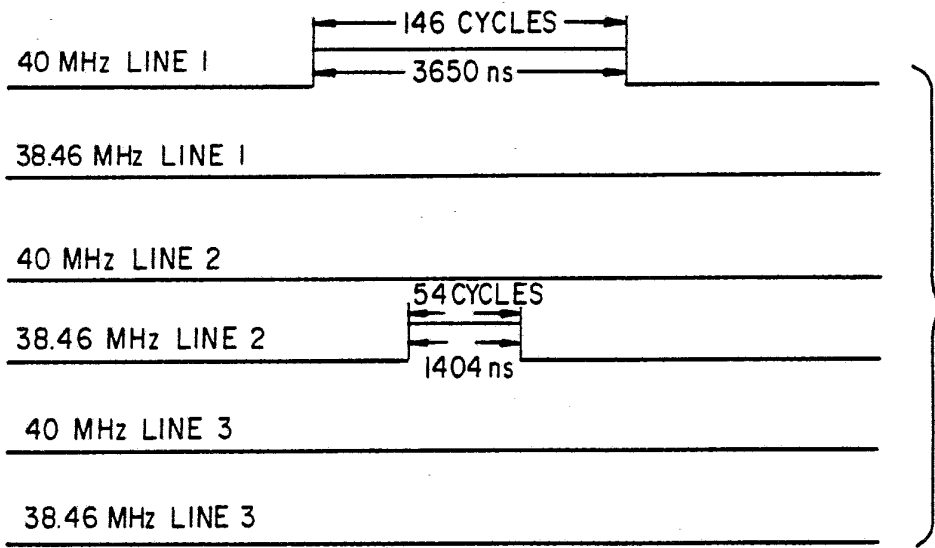 146 CYCLES
40 MHz LINE 1
3650 ns
38.46 MHz LINE 1
40 MHz LINE 2
54 CYCLES
38.46 MHz LINE 2
1404 ns
40 MHz LINE 3
38.46 MHz LINE 3